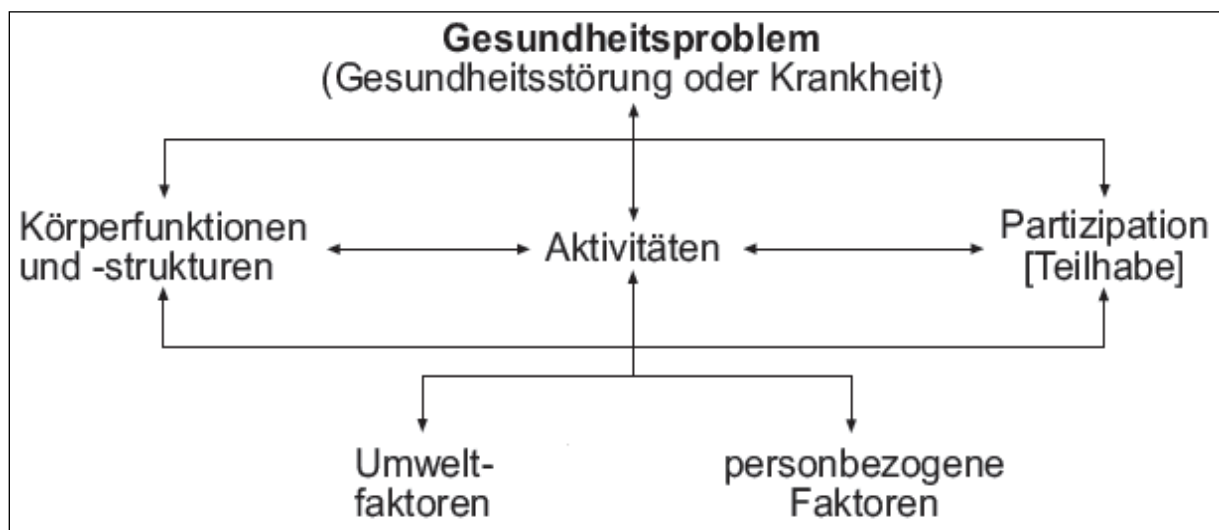 Gesundheitsproblem
(Gesundheitsstörung oder Krankheit)
Körperfunktionen
und -strukturen
Aktivitäten
Partizipation
[Teilhabe]
Umwelt-
faktoren
personbezogene
Faktoren